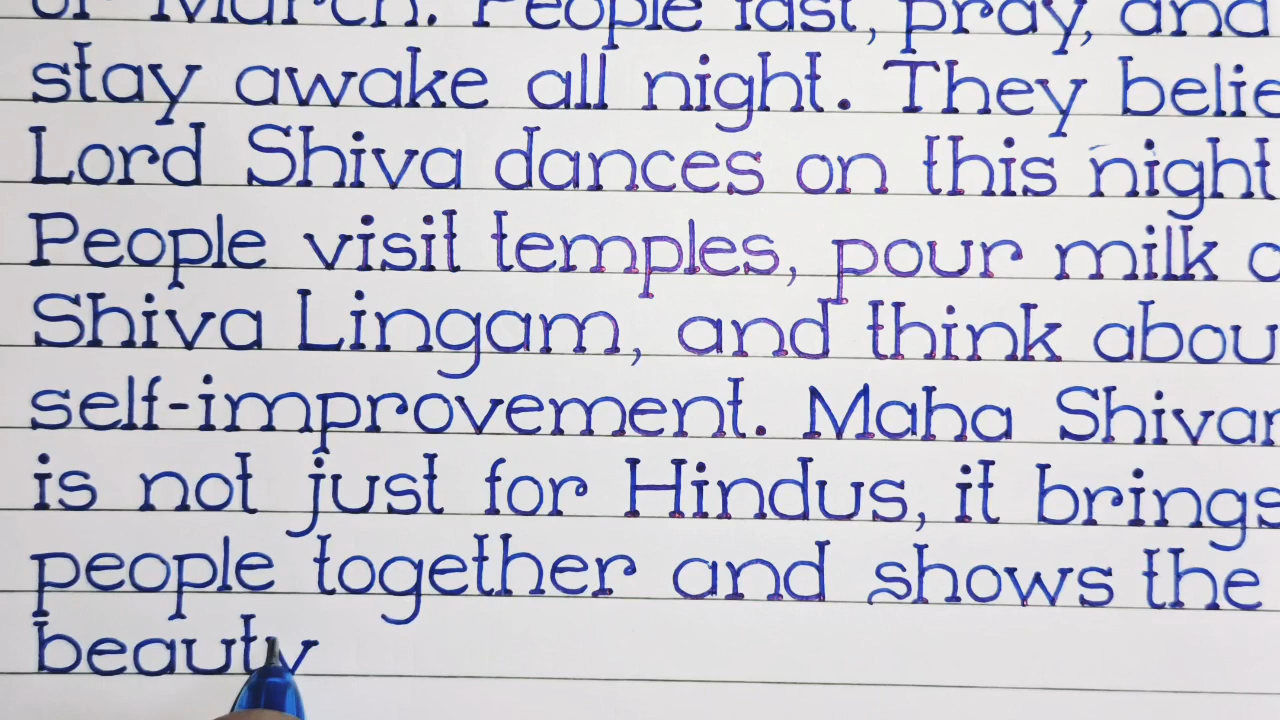 of March. People fast, pray, and
stay awake all night. They belie
Lord Shiva dances on this night
People visit temples, pour milk o
Shiva Lingam, and think abou
self-improvement. Maha Shivar
is not just for Hindus, it brings
people together and shows the
beauty